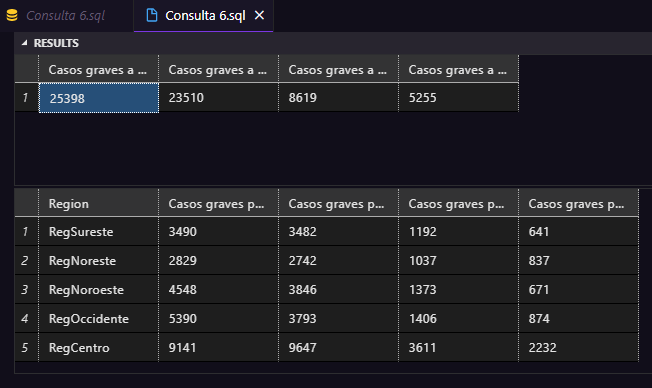 Consulta 6.sql Consulta 6.sql
RESULTS
Casos graves a ... Casos graves a ... Casos graves a ... Casos graves a ...
1 25398 23510 8619 5255
Region Casos graves p... Casos graves p... Casos graves p... Casos graves p...
1 RegSureste 3490 3482 1192 641
2 RegNoreste 2829 2742 1037 837
3 RegNoroeste 4548 3846 1373 671
4 RegOccidente 5390 3793 1406 874
5 RegCentro 9141 9647 3611 2232